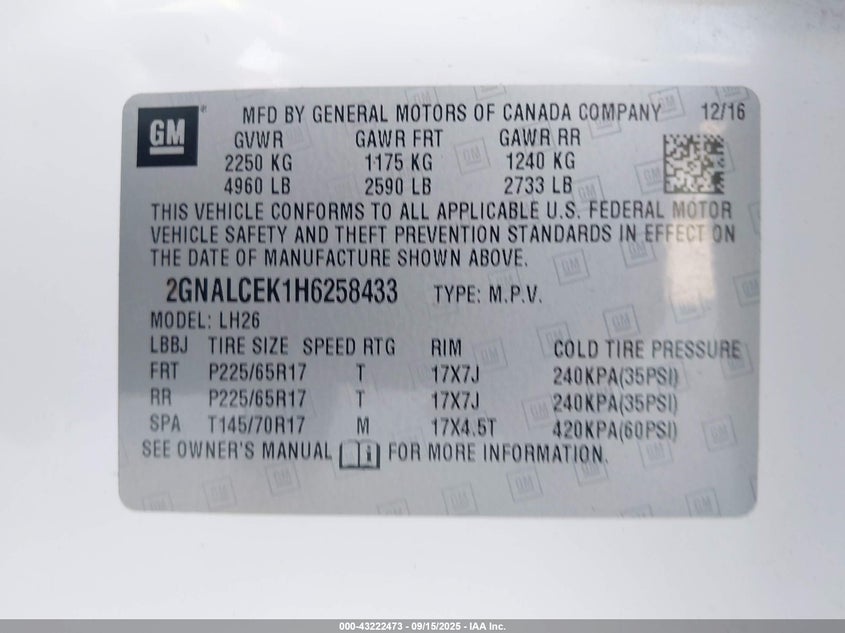 GM
MFD BY GENERAL MOTORS OF CANADA COMPANY 12/16
GVWR GAWR FRT GAWR RR
2250 KG 1175 KG 1240 KG
4960 LB 2590 LB 2733 LB
THIS VEHICLE CONFORMS TO ALL APPLICABLE U.S. FEDERAL MOTOR
VEHICLE SAFETY AND THEFT PREVENTION STANDARDS IN EFFECT ON
THE DATE OF MANUFACTURE SHOWN ABOVE.
2GNALCEK1H6258433 TYPE: M.P.V.
MODEL: LH26
LBBJ TIRE SIZE SPEED RTG RIM COLD TIRE PRESSURE
FRT P225/65R17 T 17X7J 240KPA(35PSI)
RR P225/65R17 T 17X7J 240KPA(35PSI)
SPA T145/70R17 M 17X4.5T 420KPA(60PSI)
SEE OWNER'S MANUAL FOR MORE INFORMATION.
000-43222473 - 09/15/2025 - IAA Inc.